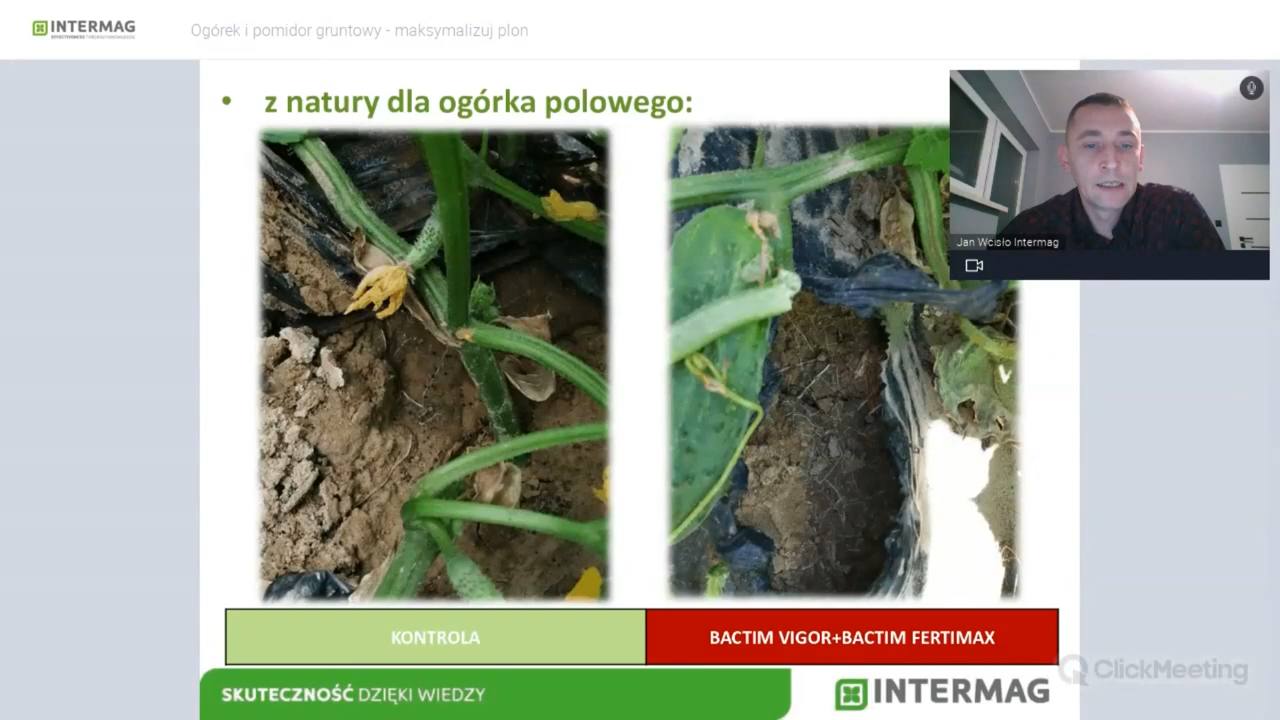 INTERMAG
Ogórek i pomidor gruntowy - maksymalizuj plon
• z natury dla ogórka polowego:
Jan Wcisło Intermag
KONTROLA
BACTIM VIGOR+BACTIM FERTIMAX
SKUTECZNOŚĆ DZIĘKI WIEDZY
INTERMAG
ClickMeeting